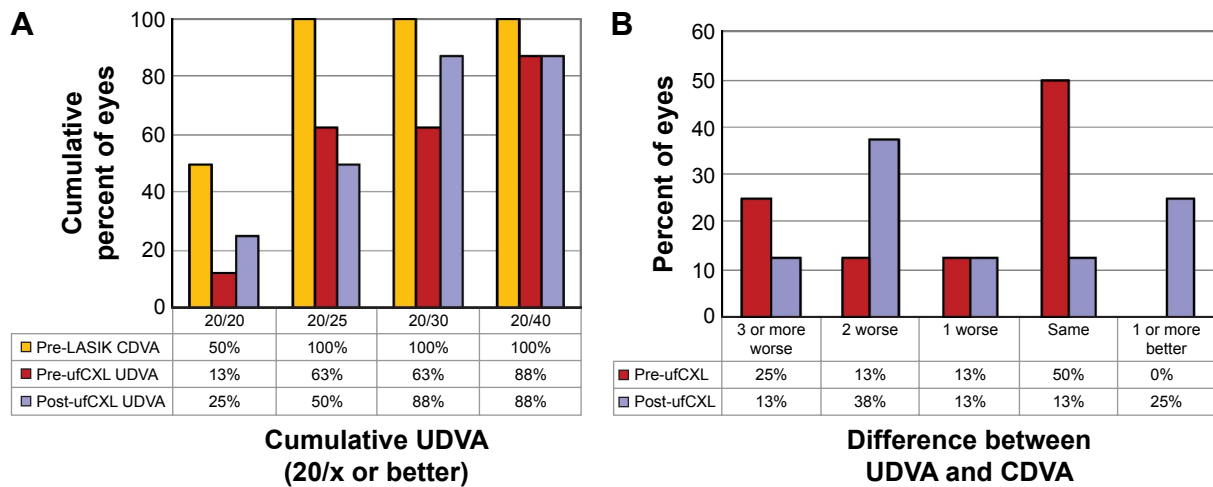 A
Cumulative
percent of eyes
100
80
60
40
20
0
20/20 20/25 20/30 20/40
Pre-LASIK CDVA 50% 100% 100% 100%
Pre-ufCXL UDVA 13% 63% 63% 88%
Post-ufCXL UDVA 25% 50% 88% 88%
Cumulative UDVA
(20/x or better)
B
Percent of eyes
60
50
40
30
20
10
0
3 or more 2 worse 1 worse Same 1 or more
worse better
Pre-ufCXL 25% 13% 13% 50% 0%
Post-ufCXL 13% 38% 13% 13% 25%
Difference between
UDVA and CDVA